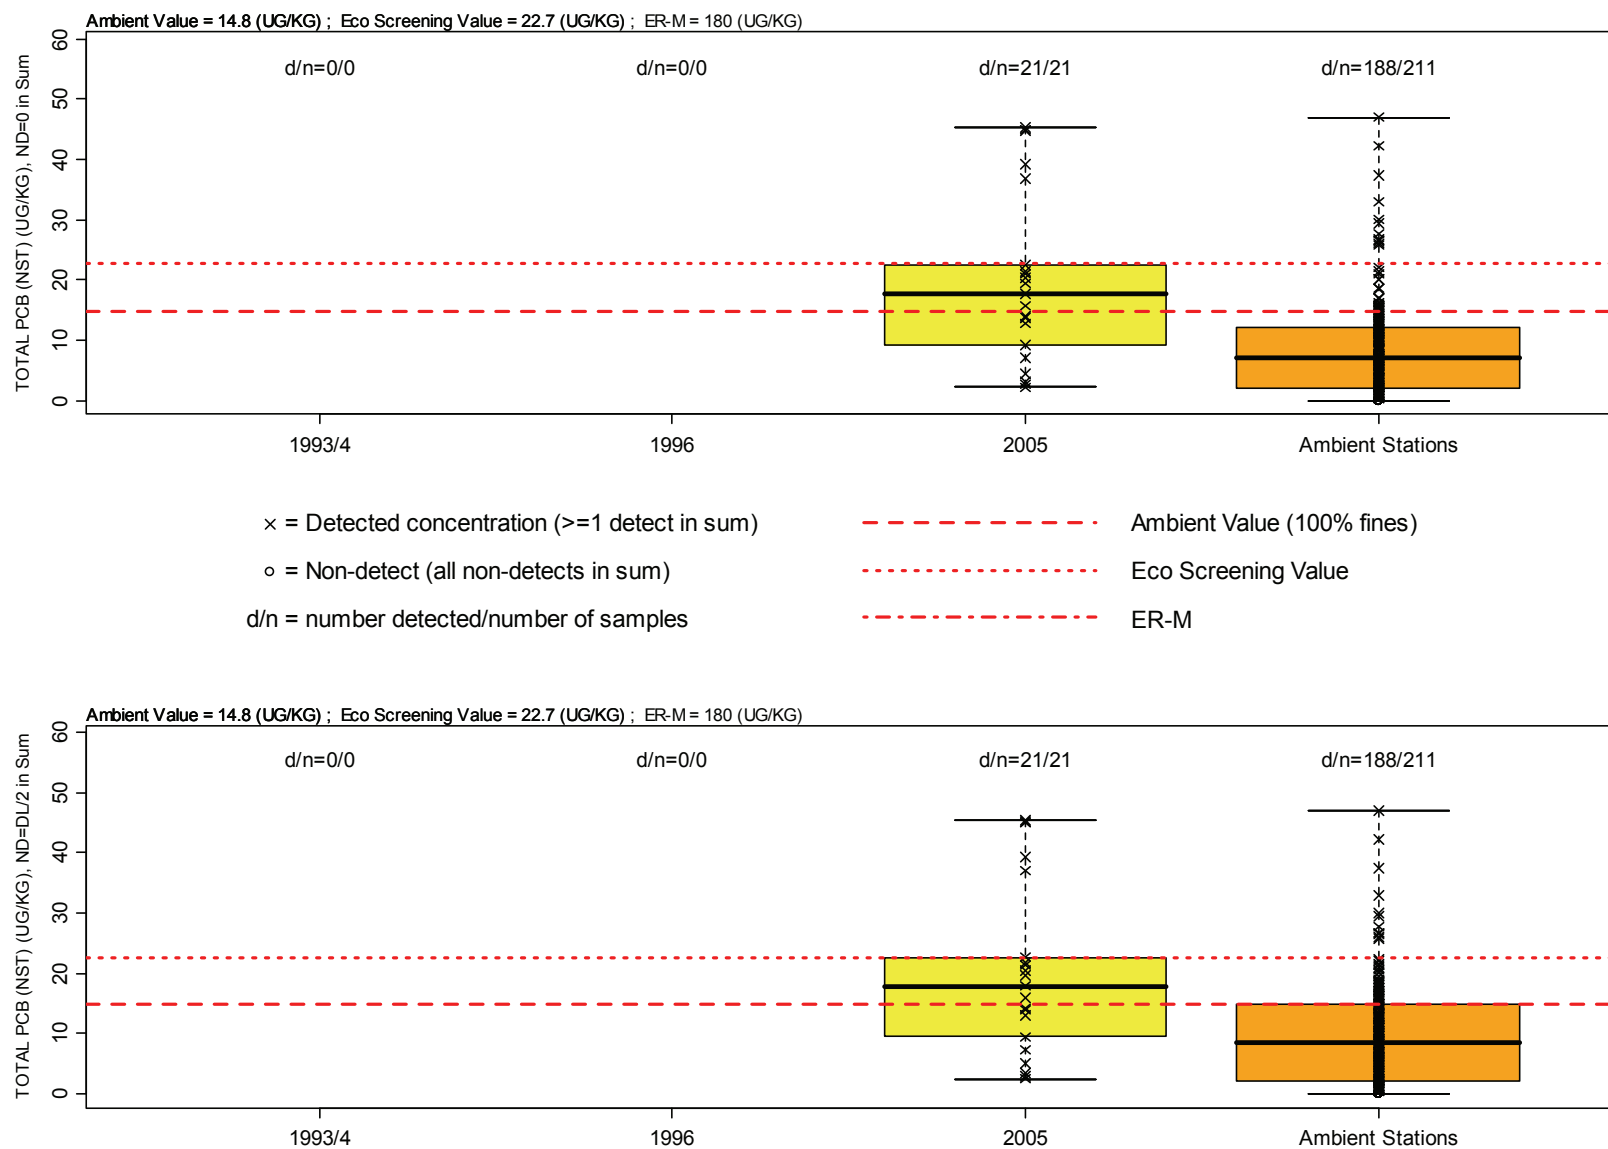 Ambient Value = 14.8 (UG/KG) ; Eco Screening Value = 22.7 (UG/KG) ; ER-M = 180 (UG/KG)
TOTAL PCB (NST) (UG/KG), ND=0 in Sum
60
50
40
30
20
10
0
d/n=0/0 d/n=0/0 d/n=21/21 d/n=188/211
1993/4 1996 2005 Ambient Stations
× = Detected concentration (>=1 detect in sum) Ambient Value (100% fines)
o = Non-detect (all non-detects in sum) Eco Screening Value
d/n = number detected/number of samples ER-M
Ambient Value = 14.8 (UG/KG) ; Eco Screening Value = 22.7 (UG/KG) ; ER-M = 180 (UG/KG)
TOTAL PCB (NST) (UG/KG), ND=DL/2 in Sum
60
50
40
30
20
10
0
d/n=0/0 d/n=0/0 d/n=21/21 d/n=188/211
1993/4 1996 2005 Ambient Stations